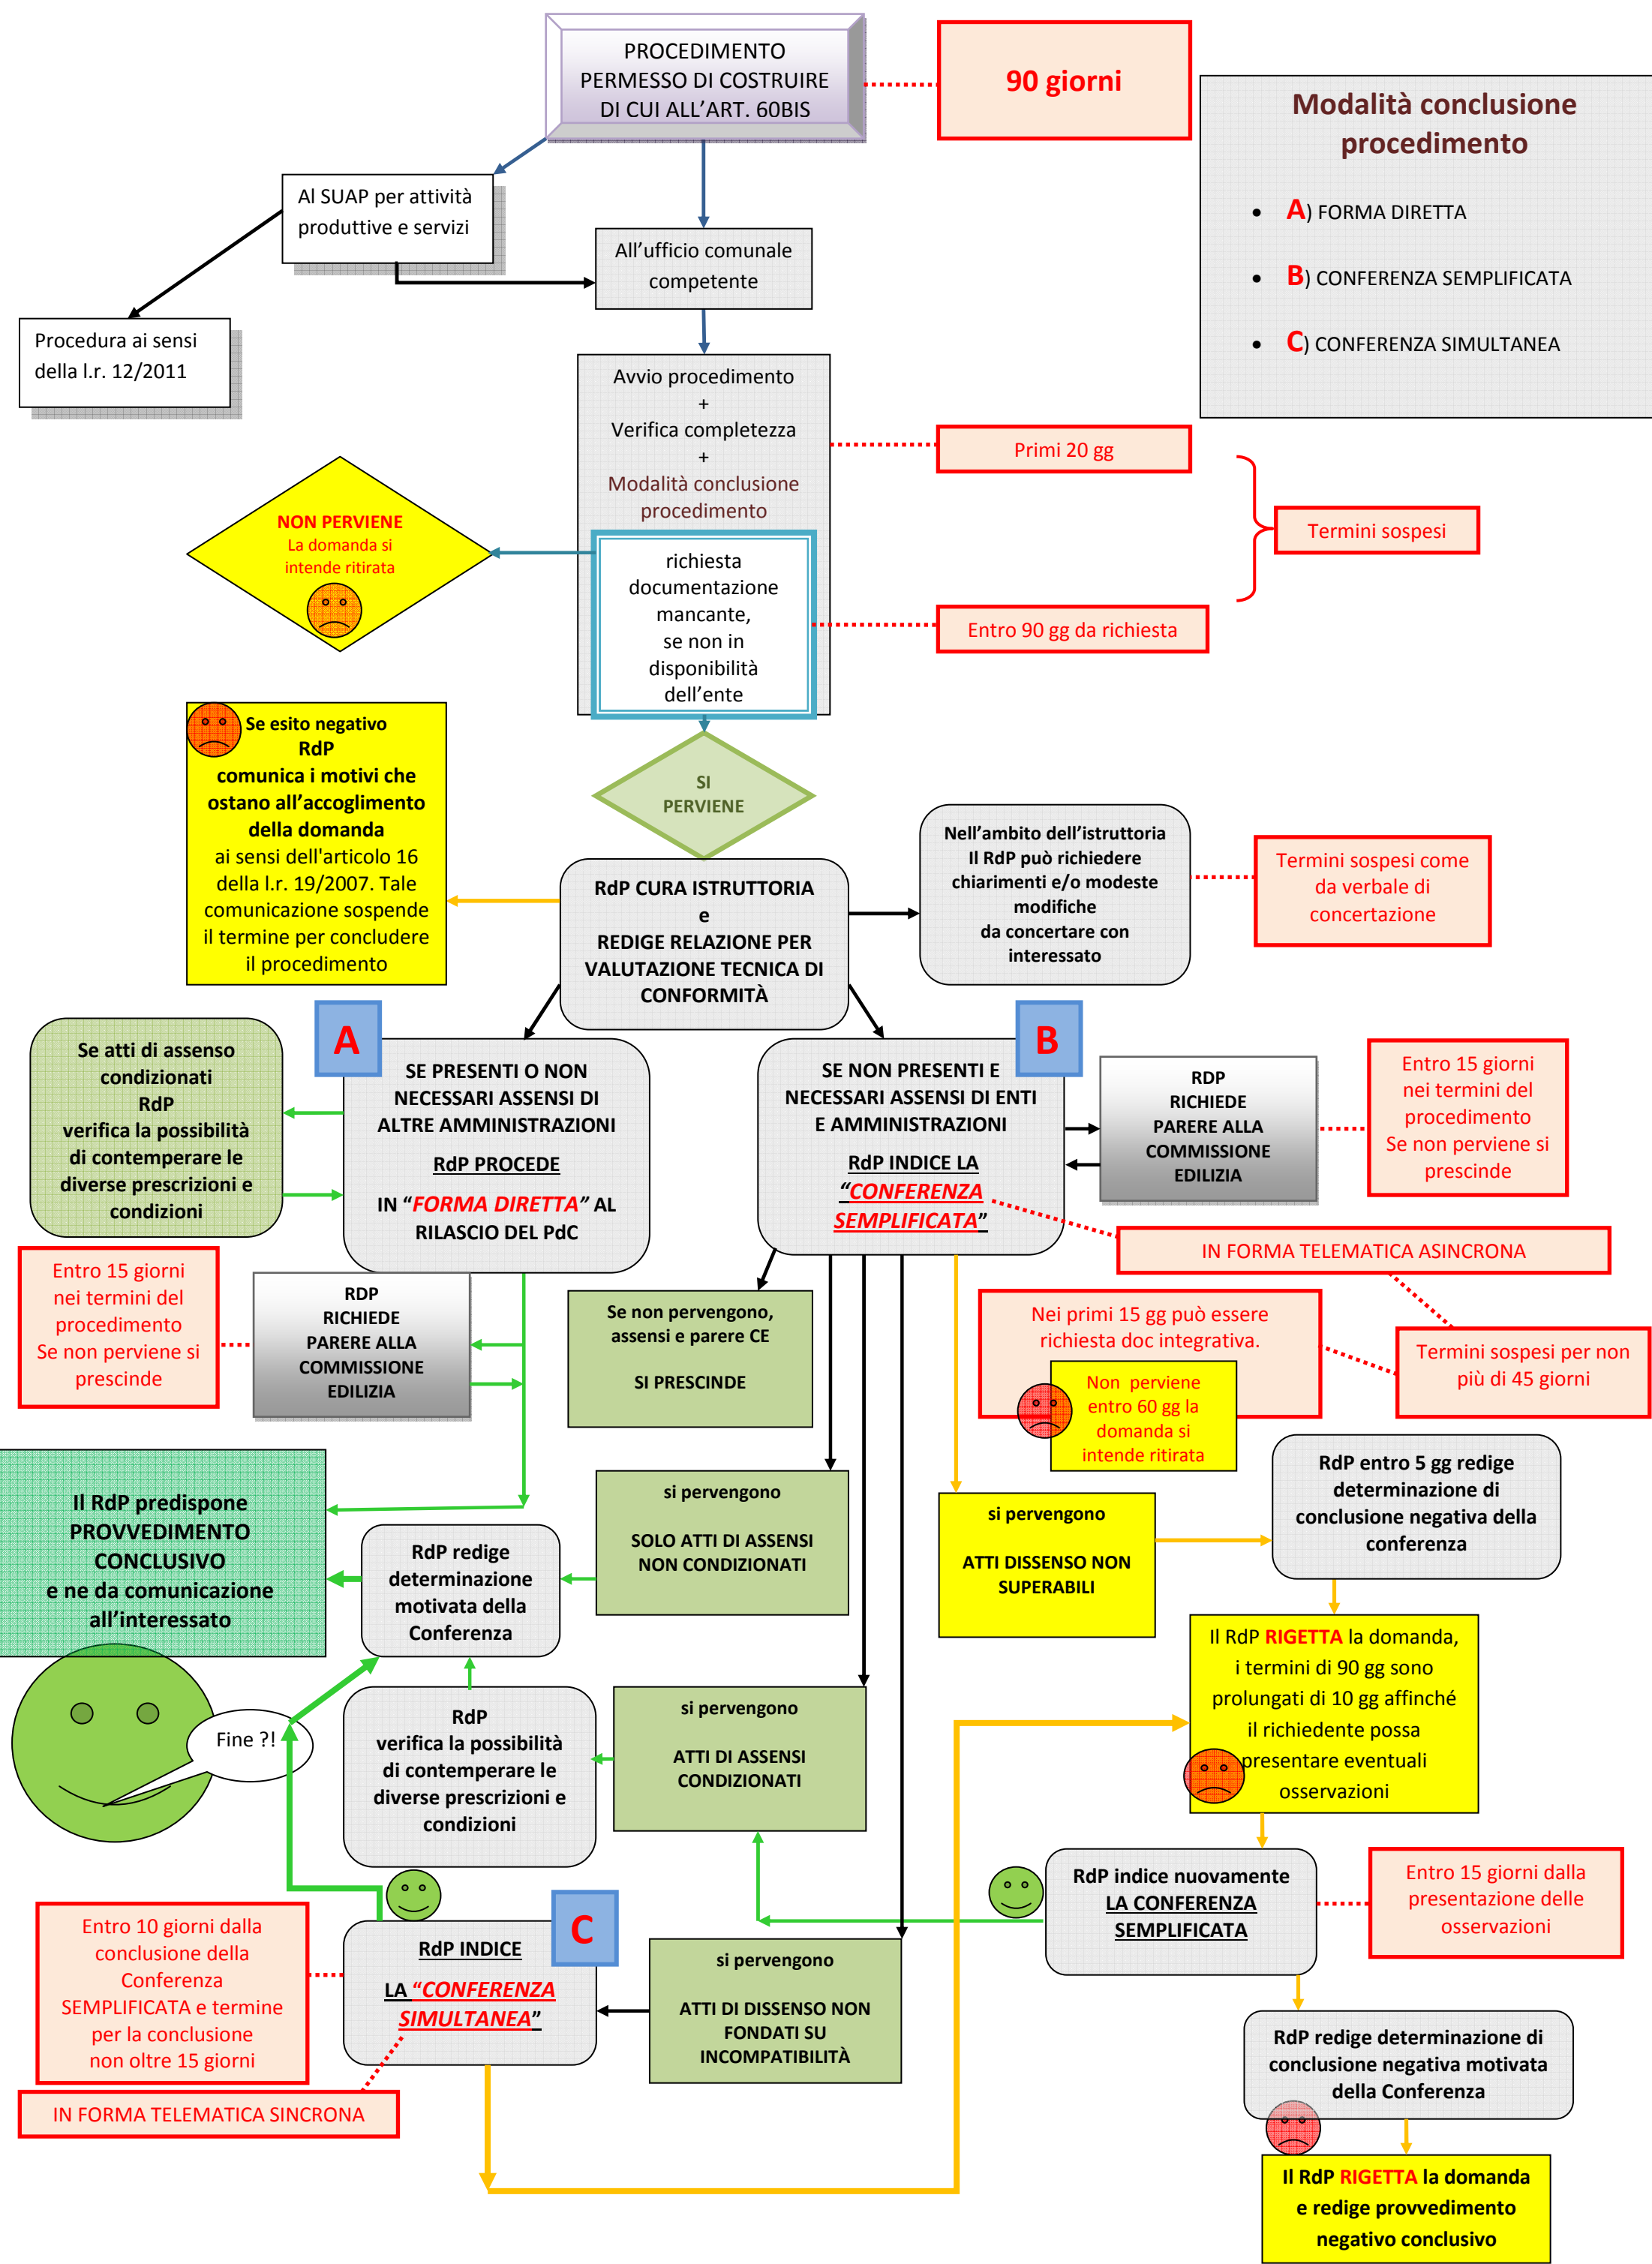 PROCEDIMENTO
PERMESSO DI COSTRUIRE
DI CUI ALL'ART. 60BIS
90 giorni
Modalità conclusione
procedimento
• A) FORMA DIRETTA
• B) CONFERENZA SEMPLIFICATA
• C) CONFERENZA SIMULTANEA
Al SUAP per attività
produttive e servizi
All'ufficio comunale
competente
Procedura ai sensi
della l.r. 12/2011
Avvio procedimento
+
Verifica completezza
+
Modalità conclusione
procedimento
Primi 20 gg
Termini sospesi
NON PERVIENE
La domanda si
intende ritirata
richiesta
documentazione
mancante,
se non in
disponibilità
dell'ente
Entro 90 gg da richiesta
Se esito negativo
RdP
comunica i motivi che
ostano all'accoglimento
della domanda
ai sensi dell'articolo 16
della l.r. 19/2007. Tale
comunicazione sospende
il termine per concludere
il procedimento
SI
PERVIENE
RdP CURA ISTRUTTORIA
e
REDIGE RELAZIONE PER
VALUTAZIONE TECNICA DI
CONFORMITÀ
Nell'ambito dell'istruttoria
Il RdP può richiedere
chiarimenti e/o modeste
modifiche
da concertare con
interessato
Termini sospesi come
da verbale di
concertazione
Se atti di assenso
condizionati
RdP
verifica la possibilità
di contemperare le
diverse prescrizioni e
condizioni
A
SE PRESENTI O NON
NECESSARI ASSENSI DI
ALTRE AMMINISTRAZIONI
RdP PROCEDE
IN "FORMA DIRETTA" AL
RILASCIO DEL PdC
B
SE NON PRESENTI E
NECESSARI ASSENSI DI ENTI
E AMMINISTRAZIONI
RdP INDICE LA
"CONFERENZA
SEMPLIFICATA"
RDP
RICHIEDE
PARERE ALLA
COMMISSIONE
EDILIZIA
Entro 15 giorni
nei termini del
procedimento
Se non perviene si
prescinde
IN FORMA TELEMATICA ASINCRONA
Entro 15 giorni
nei termini del
procedimento
Se non perviene si
prescinde
RDP
RICHIEDE
PARERE ALLA
COMMISSIONE
EDILIZIA
Se non pervengono,
assensi e parere CE
SI PRESCINDE
Nei primi 15 gg può essere
richiesta doc integrativa.
Non perviene
entro 60 gg la
domanda si
intende ritirata
Termini sospesi per non
più di 45 giorni
Il RdP predispone
PROVVEDIMENTO
CONCLUSIVO
e ne da comunicazione
all'interessato
RdP redige
determinazione
motivata della
Conferenza
si pervengono
SOLO ATTI DI ASSENSI
NON CONDIZIONATI
si pervengono
ATTI DISSENSO NON
SUPERABILI
RdP entro 5 gg redige
determinazione di
conclusione negativa della
conferenza
Il RdP RIGETTA la domanda,
i termini di 90 gg sono
prolungati di 10 gg affinché
il richiedente possa
presentare eventuali
osservazioni
Fine ?!
RdP
verifica la possibilità
di contemperare le
diverse prescrizioni e
condizioni
si pervengono
ATTI DI ASSENSI
CONDIZIONATI
RdP indice nuovamente
LA CONFERENZA
SEMPLIFICATA
Entro 15 giorni dalla
presentazione delle
osservazioni
Entro 10 giorni dalla
conclusione della
Conferenza
SEMPLIFICATA e termine
per la conclusione
non oltre 15 giorni
C
RdP INDICE
LA "CONFERENZA
SIMULTANEA"
si pervengono
ATTI DI DISSENSO NON
FONDATI SU
INCOMPATIBILITÀ
IN FORMA TELEMATICA SINCRONA
RdP redige determinazione di
conclusione negativa motivata
della Conferenza
Il RdP RIGETTA la domanda
e redige provvedimento
negativo conclusivo